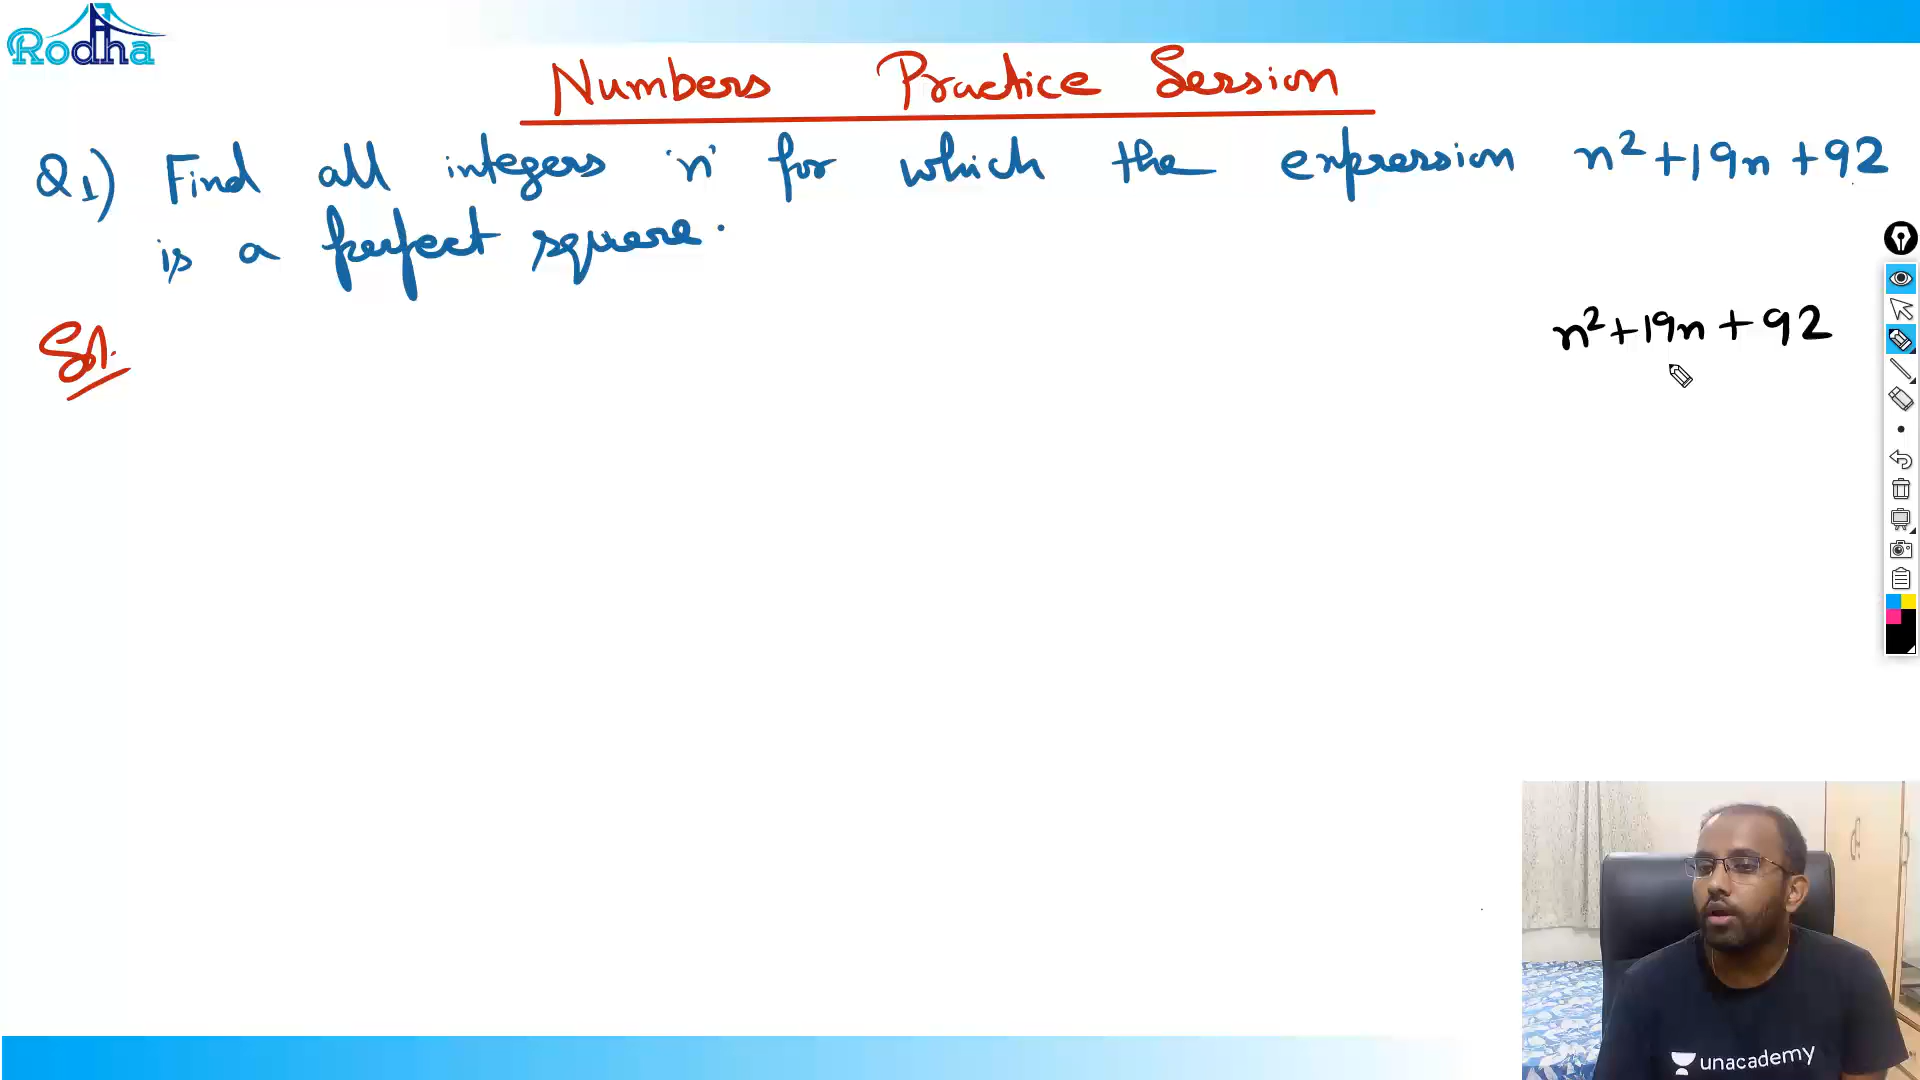 Rodha
Numbers Practice Session
Q1) Find all integers 'n' for which the expression n²+19n+92
is a perfect square.
Sol.
n²+19n+92
unacademy